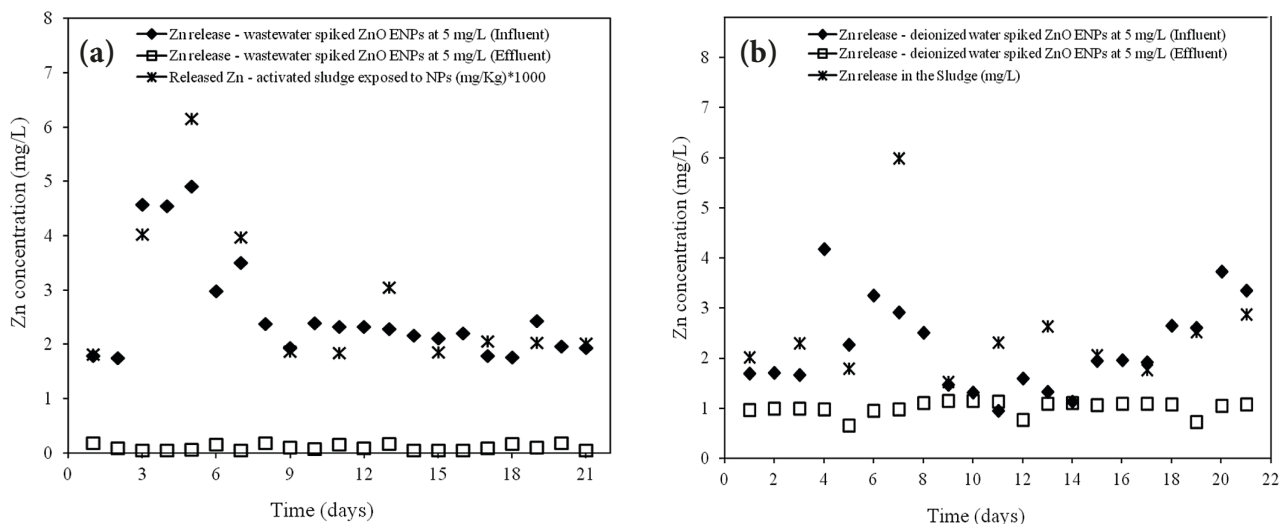 (a)
Zn release - wastewater spiked ZnO ENPs at 5 mg/L (Influent)
Zn release - wastewater spiked ZnO ENPs at 5 mg/L (Effluent)
Released Zn - activated sludge exposed to NPs (mg/Kg)*1000
Zn concentration (mg/L)
8
7
6
5
4
3
2
1
0
0 3 6 9 12 15 18 21
Time (days)
(b)
Zn release - deionized water spiked ZnO ENPs at 5 mg/L (Influent)
Zn release - deionized water spiked ZnO ENPs at 5 mg/L (Effluent)
Zn release in the Sludge (mg/L)
Zn concentration (mg/L)
8
7
6
5
4
3
2
1
0
0 2 4 6 8 10 12 14 16 18 20 22
Time (days)